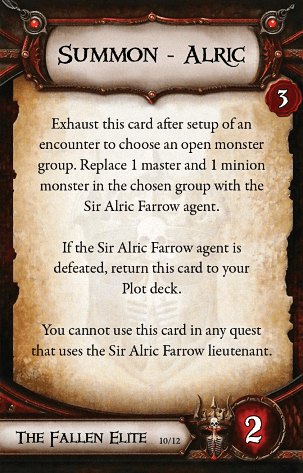 Summon - Alric
3
Exhaust this card after setup of an
encounter to choose an open monster
group. Replace 1 master and 1 minion
monster in the chosen group with the
Sir Alric Farrow agent.
If the Sir Alric Farrow agent is
defeated, return this card to your
Plot deck.
You cannot use this card in any quest
that uses the Sir Alric Farrow lieutenant.
The Fallen Elite 10/12
2